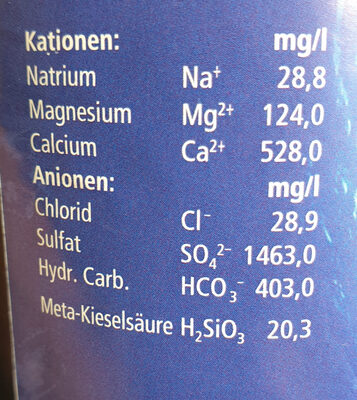 Kationen: mg/l
Natrium Na⁺ 28,8
Magnesium Mg²⁺ 124,0
Calcium Ca²⁺ 528,0
Anionen: mg/l
Chlorid Cl⁻ 28,9
Sulfat SO₄²⁻ 1463,0
Hydr. Carb. HCO₃⁻ 403,0
Meta-Kieselsäure H₂SiO₃ 20,3